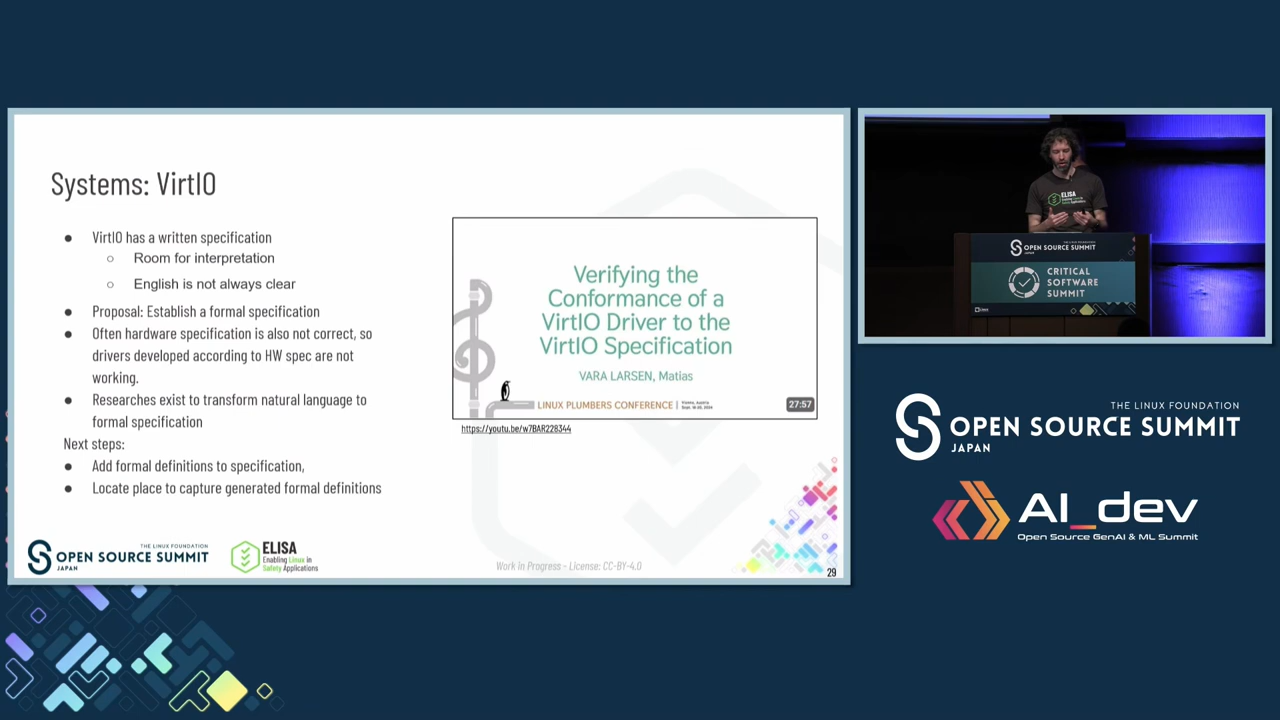 Systems: VirtIO
● VirtIO has a written specification
○ Room for interpretation
○ English is not always clear
● Proposal: Establish a formal specification
● Often hardware specification is also not correct, so
drivers developed according to HW spec are not
working.
● Researches exist to transform natural language to
formal specification
Next steps:
● Add formal definitions to specification,
● Locate place to capture generated formal definitions
Verifying the
Conformance of a
VirtIO Driver to the
VirtIO Specification
VARA LARSEN, Matias
LINUX PLUMBERS CONFERENCE
27:57
https://youtu.be/w7BAR228344
THE LINUX FOUNDATION
OPEN SOURCE SUMMIT
JAPAN
ELISA
Enabling Linux in
Safety Applications
Work In Progress - License: CC-BY-4.0
29
ELISA
OPEN SOURCE SUMMIT
CRITICAL
SOFTWARE
SUMMIT
THE LINUX FOUNDATION
OPEN SOURCE SUMMIT
JAPAN
AI_dev
Open Source GenAI & ML Summit